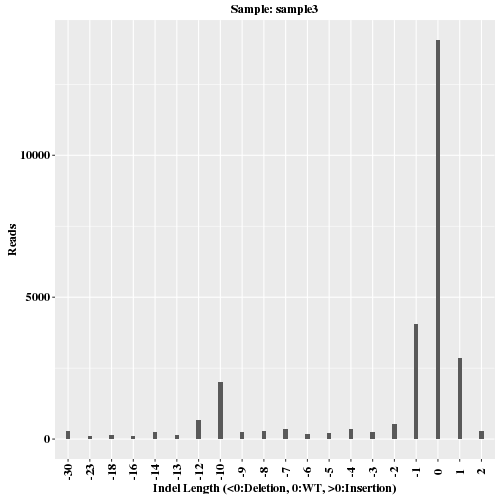 Sample: sample3
10000
5000
0
Reads
-30 -23 -18 -16 -14 -13 -12 -10 -9 -8 -7 -6 -5 -4 -3 -2 -1 0 1 2
Indel Length (<0:Deletion, 0:WT, >0:Insertion)